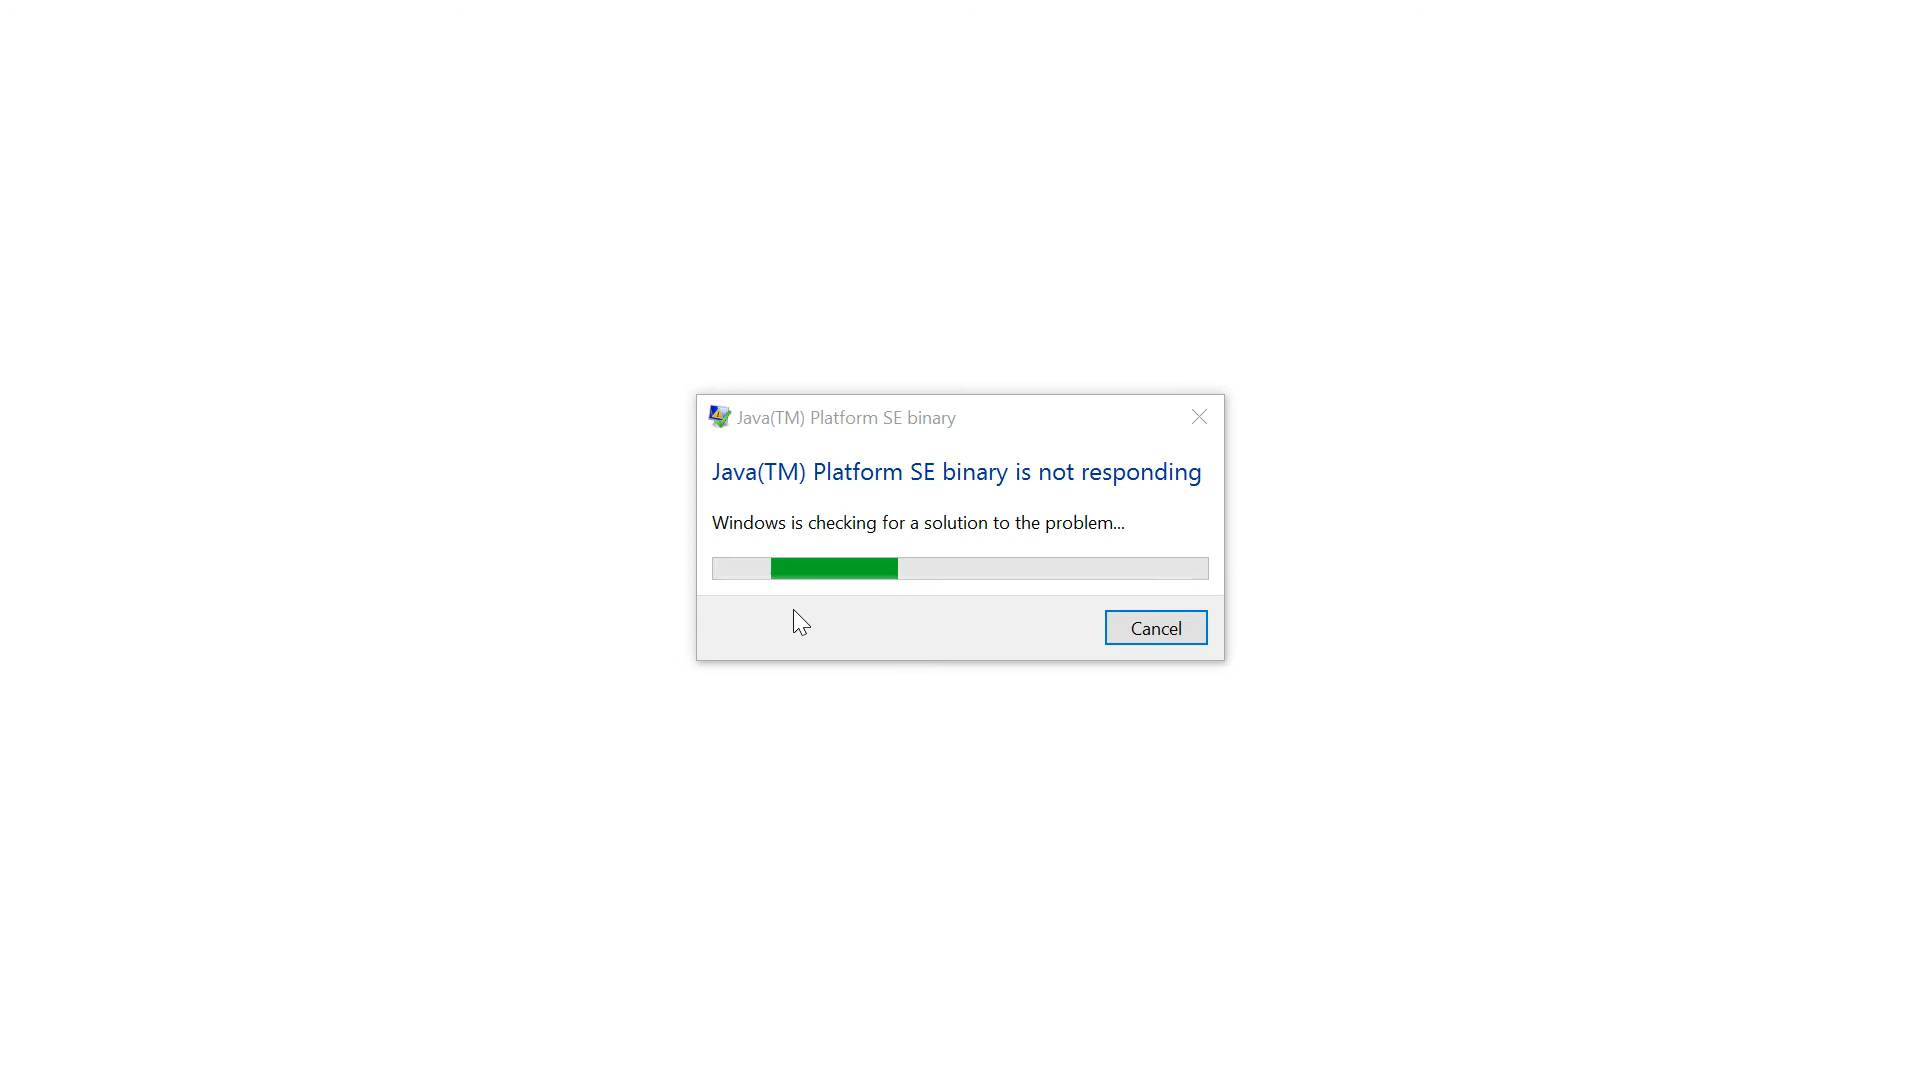 Java(TM) Platform SE binary
Java(TM) Platform SE binary is not responding
Windows is checking for a solution to the problem...
Cancel